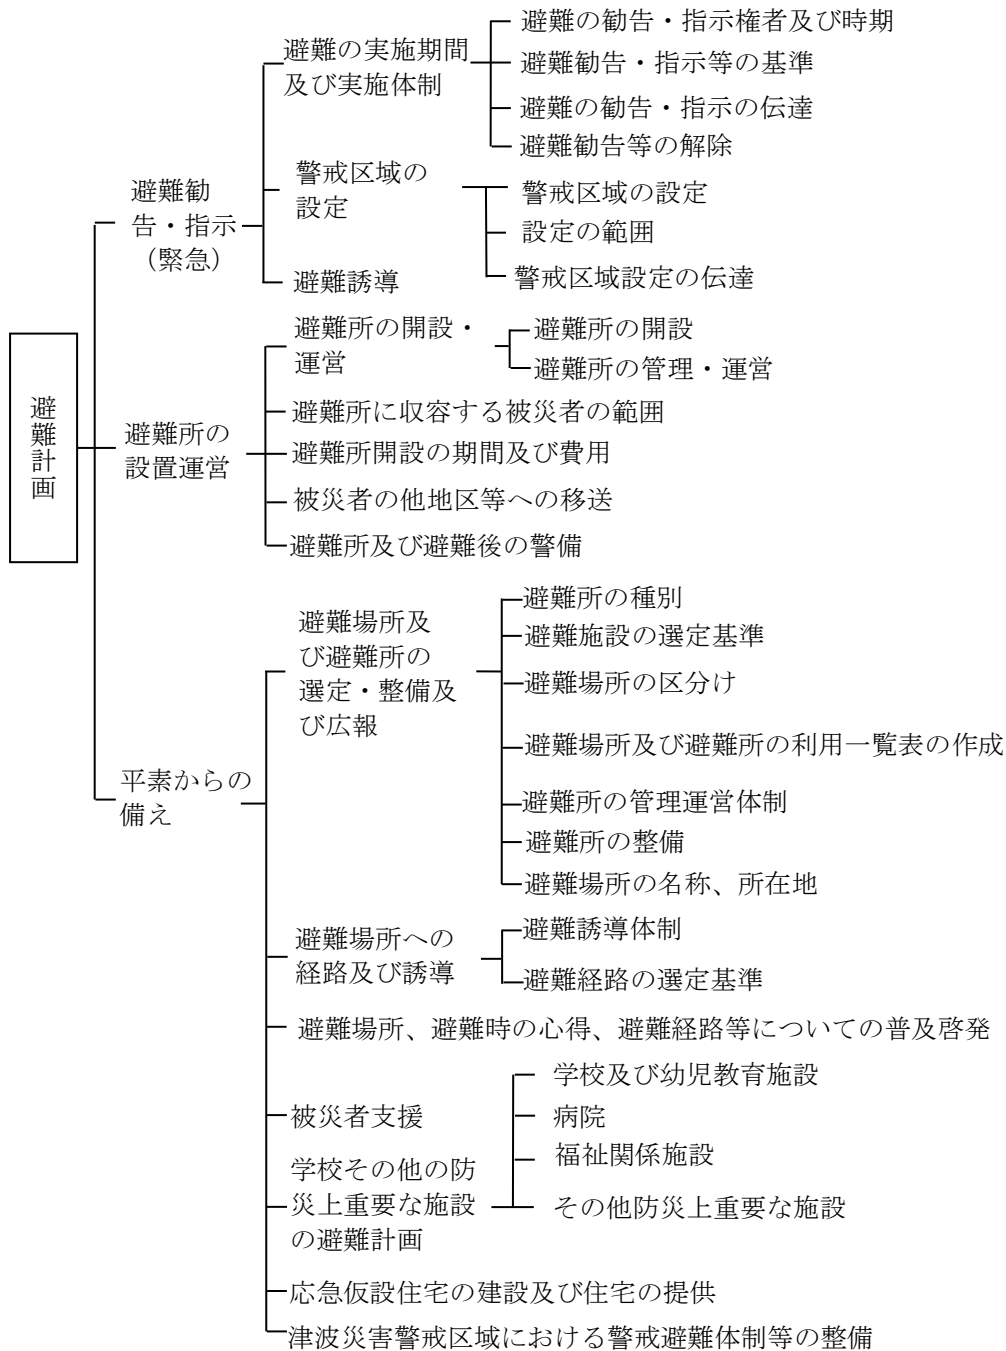 避難計画
避難勧
告・指示
（緊急）
避難の実施期間
及び実施体制
避難の勧告・指示権者及び時期
避難勧告・指示等の基準
避難の勧告・指示の伝達
避難勧告等の解除
警戒区域の
設定
警戒区域の設定
設定の範囲
警戒区域設定の伝達
避難誘導
避難所の
設置運営
避難所の開設・
運営
避難所の開設
避難所の管理・運営
避難所に収容する被災者の範囲
避難所開設の期間及び費用
被災者の他地区等への移送
避難所及び避難後の警備
平素からの
備え
避難場所及
び避難所の
選定・整備及
び広報
避難所の種別
避難施設の選定基準
避難場所の区分け
避難場所及び避難所の利用一覧表の作成
避難所の管理運営体制
避難所の整備
避難場所の名称、所在地
避難場所への
経路及び誘導
避難誘導体制
避難経路の選定基準
避難場所、避難時の心得、避難経路等についての普及啓発
被災者支援
学校その他の防
災上重要な施設
の避難計画
学校及び幼児教育施設
病院
福祉関係施設
その他防災上重要な施設
応急仮設住宅の建設及び住宅の提供
津波災害警戒区域における警戒避難体制等の整備